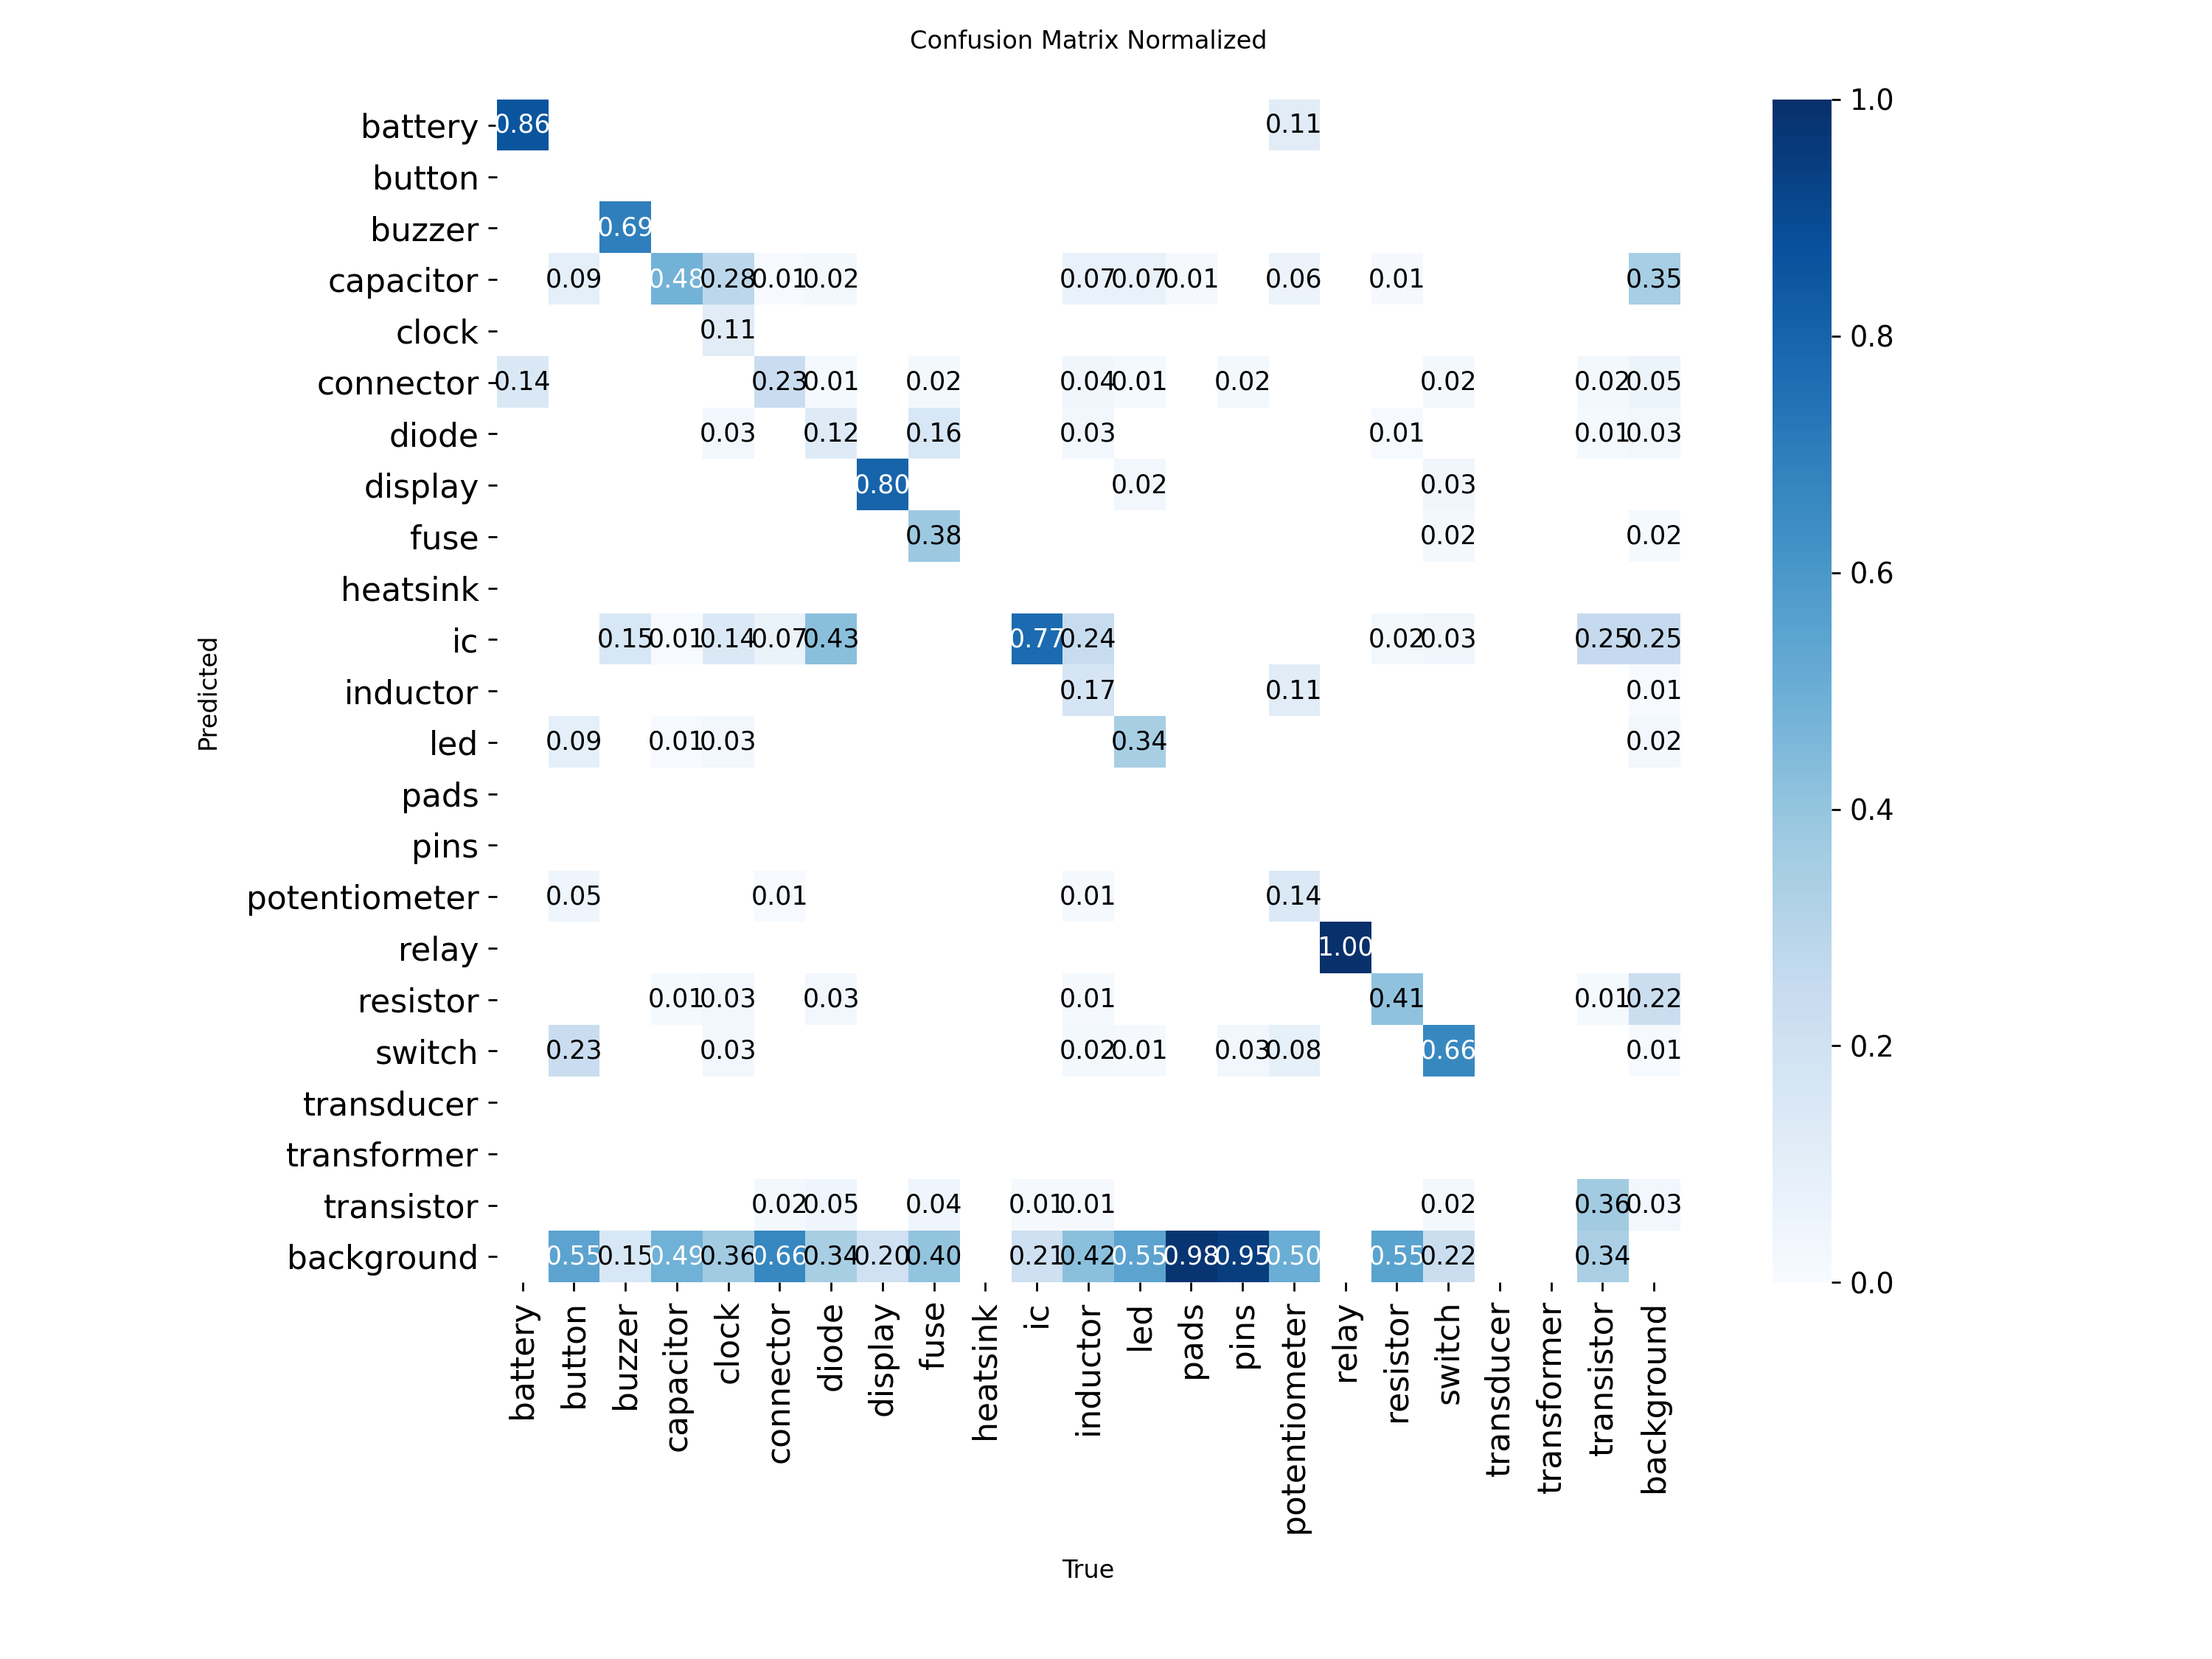 Confusion Matrix Normalized
battery 0.86 0.11
button
buzzer 0.69
capacitor 0.09 0.48 0.28 0.01 0.02 0.07 0.07 0.01 0.06 0.01 0.35
clock 0.11
connector 0.14 0.23 0.01 0.02 0.04 0.01 0.02 0.02 0.02 0.05
diode 0.03 0.12 0.16 0.03 0.01 0.01 0.03
display 0.80 0.02 0.03
fuse 0.38 0.02 0.02
heatsink
ic 0.15 0.01 0.14 0.07 0.43 0.77 0.24 0.02 0.03 0.25 0.25
inductor 0.17 0.11 0.01
led 0.09 0.01 0.03 0.34 0.02
pads
pins
potentiometer 0.05 0.01 0.01 0.14
relay 1.00
resistor 0.01 0.03 0.03 0.01 0.41 0.01 0.22
switch 0.23 0.03 0.02 0.01 0.03 0.08 0.66 0.01
transducer
transformer
transistor 0.02 0.05 0.04 0.01 0.01 0.02 0.36 0.03
background 0.55 0.15 0.49 0.36 0.66 0.34 0.20 0.40 0.21 0.42 0.55 0.98 0.95 0.50 0.55 0.22 0.34
Predicted
battery button buzzer capacitor clock connector diode display fuse heatsink ic inductor led pads pins potentiometer relay resistor switch transducer transformer transistor background
True
1.0
0.8
0.6
0.4
0.2
0.0